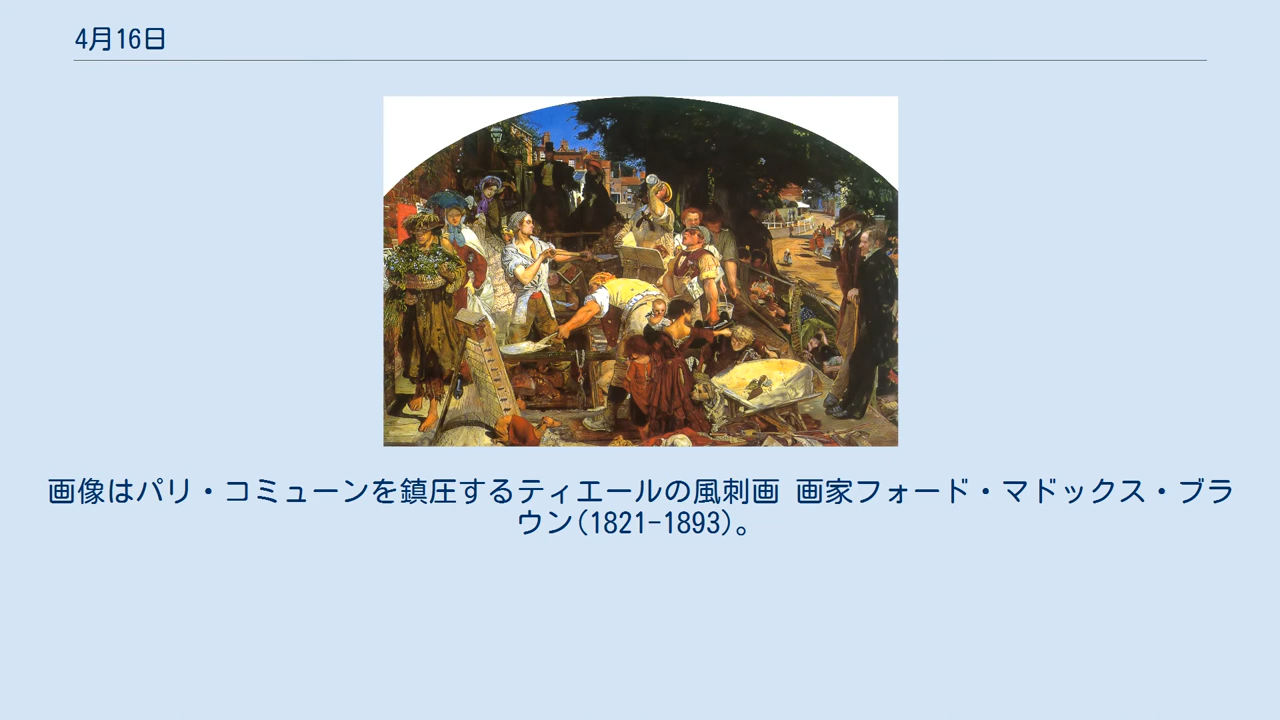 4月16日
画像はパリ・コミューンを鎮圧するティエールの風刺画 画家フォード・マドックス・ブラ
ウン(1821-1893)。